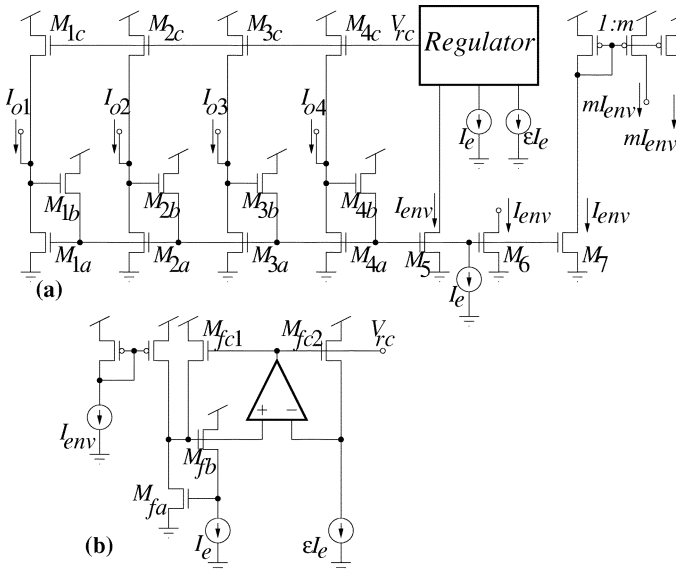 M1c M2c M3c M4c Vrc Regulator 1:m
Io1 Io2 Io3 Io4 Ie εIe mIenv mIenv
M1b M2b M3b M4b Ienv Ienv Ienv
M1a M2a M3a M4a M5 M6 M7
(a) Ie
Mfc1 Mfc2 Vrc
+ −
Ienv Mfb
Mfa
(b) Ie εIe